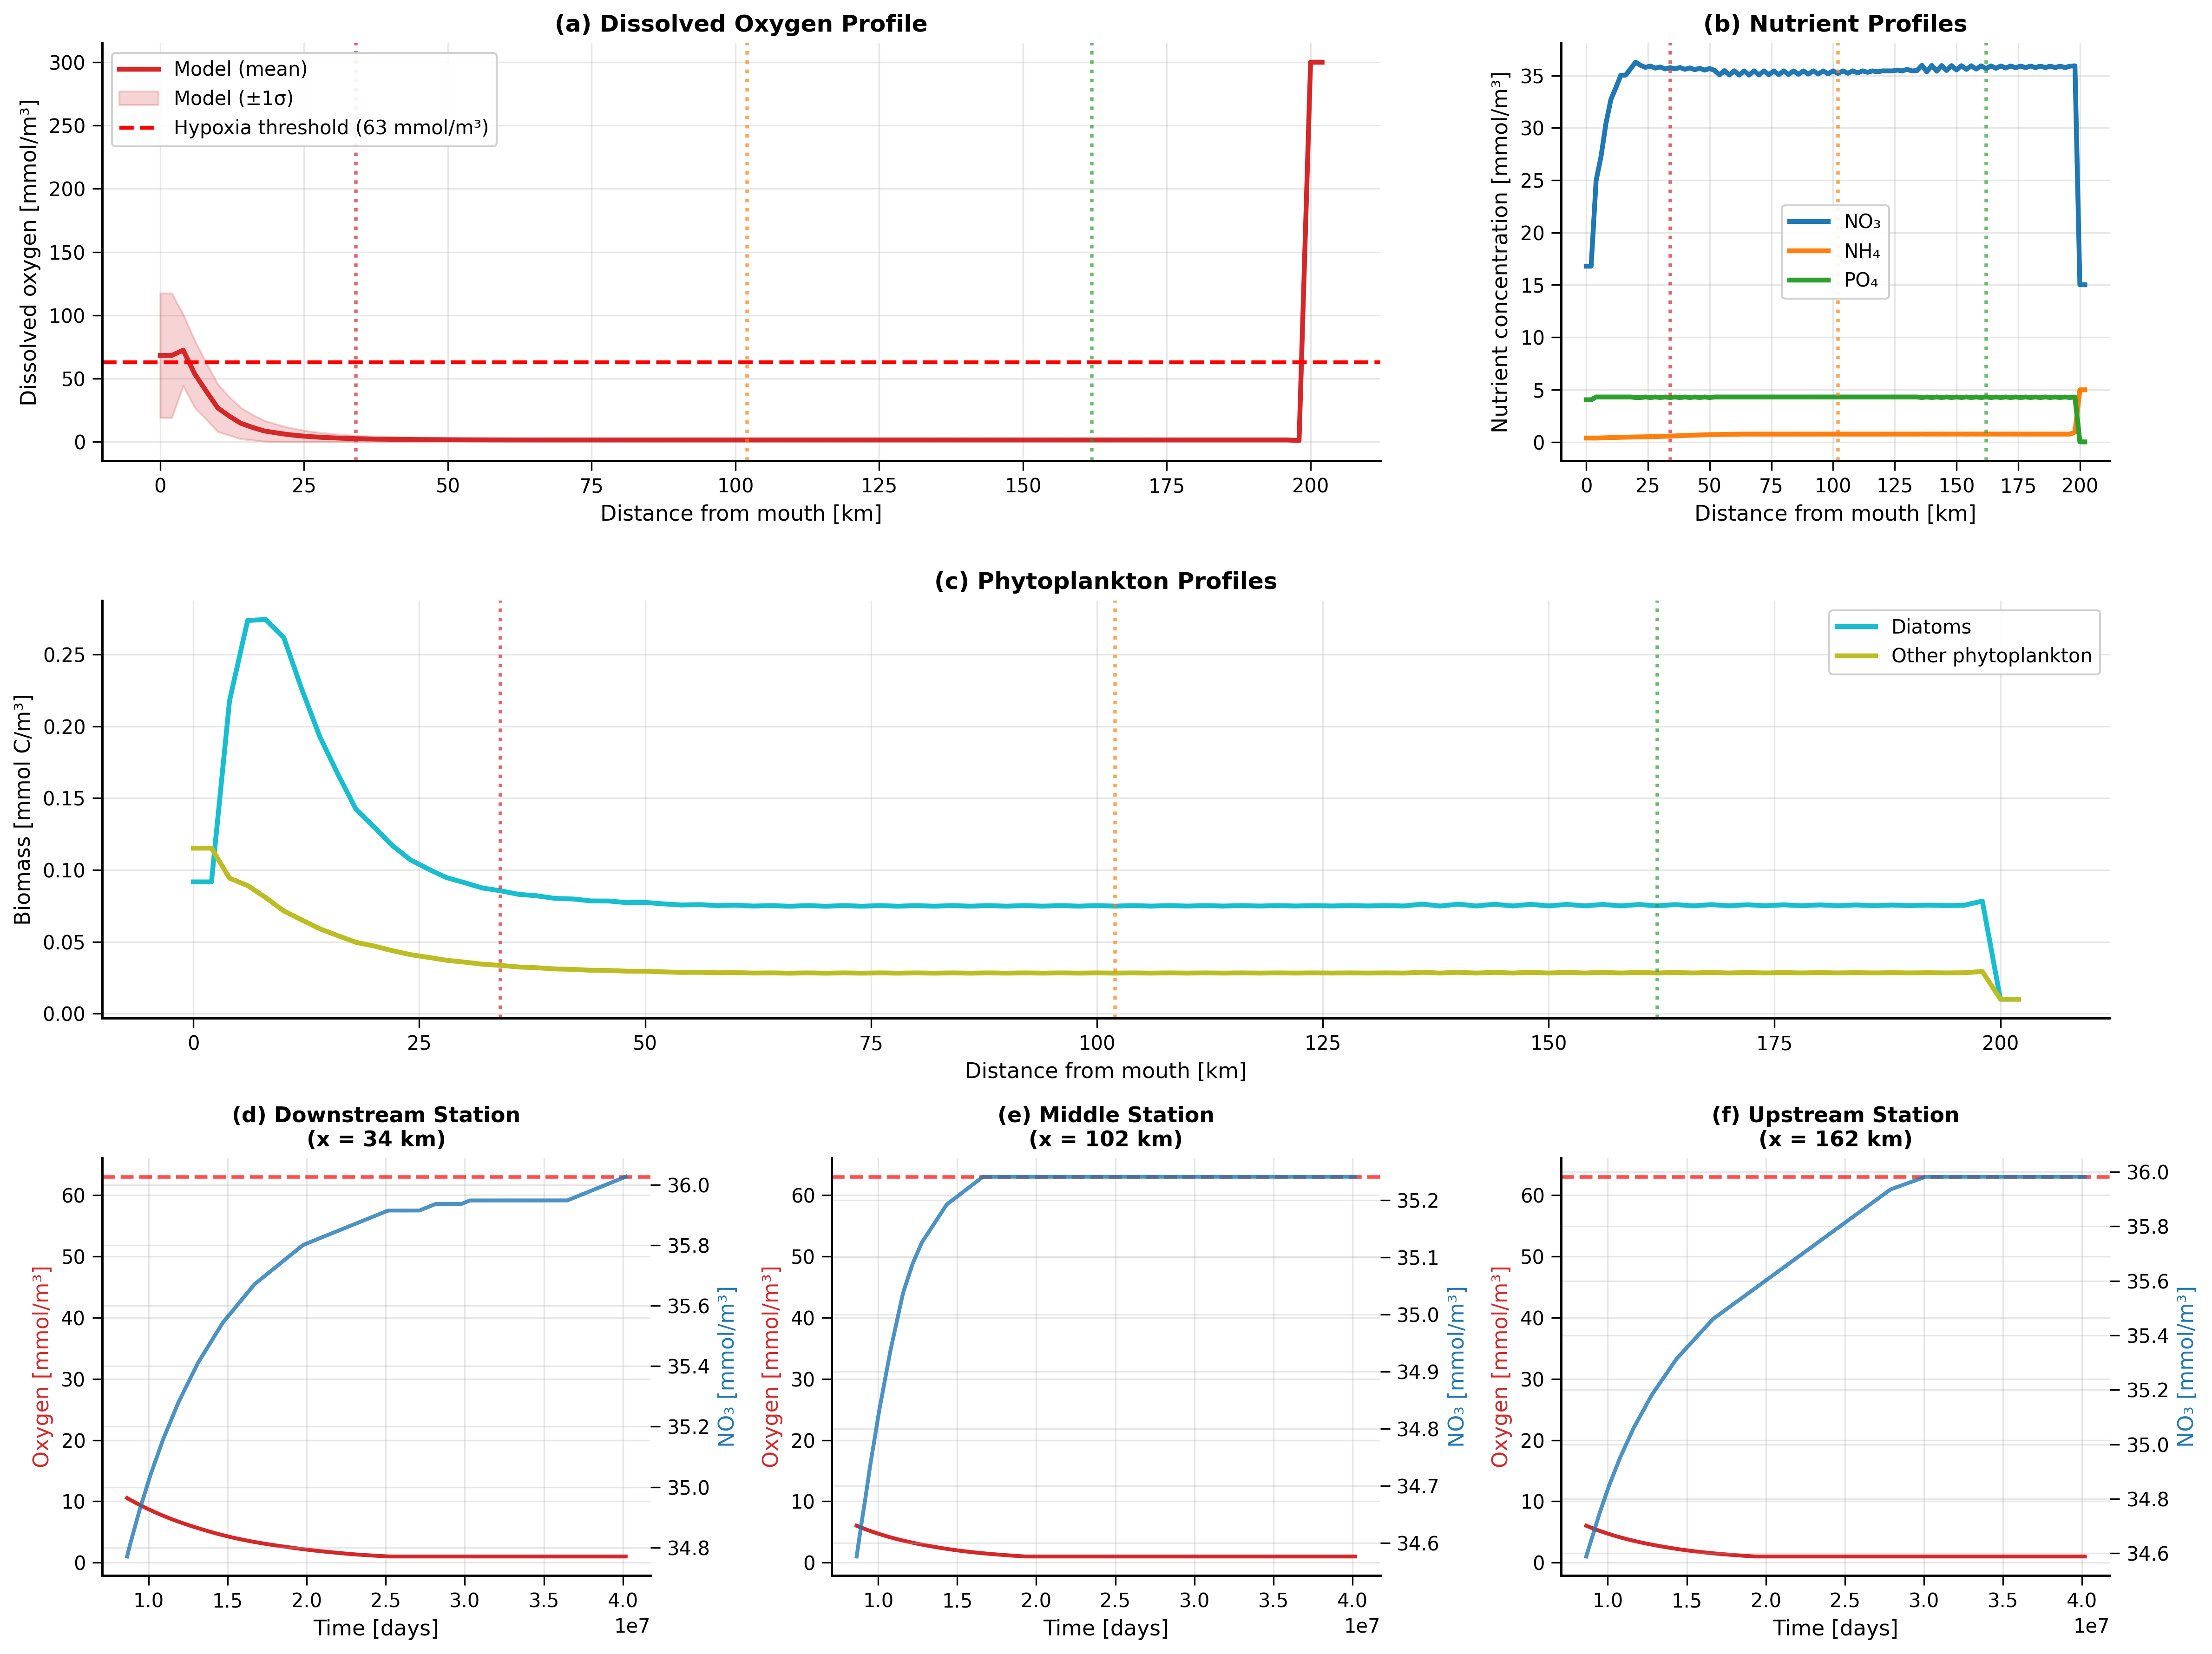 (a) Dissolved Oxygen Profile
Dissolved oxygen [mmol/m³]
300
250
200
150
100
50
0
Model (mean)
Model (±1σ)
Hypoxia threshold (63 mmol/m³)
0 25 50 75 100 125 150 175 200
Distance from mouth [km]
(b) Nutrient Profiles
Nutrient concentration [mmol/m³]
35
30
25
20
15
10
5
0
NO₃
NH₄
PO₄
0 25 50 75 100 125 150 175 200
Distance from mouth [km]
(c) Phytoplankton Profiles
Biomass [mmol C/m³]
0.25
0.20
0.15
0.10
0.05
0.00
Diatoms
Other phytoplankton
0 25 50 75 100 125 150 175 200
Distance from mouth [km]
(d) Downstream Station
(x = 34 km)
Oxygen [mmol/m³]
60
50
40
30
20
10
0
36.0
35.8
35.6
35.4
35.2
35.0
34.8
NO₃ [mmol/m³]
1.0 1.5 2.0 2.5 3.0 3.5 4.0
1e7
Time [days]
(e) Middle Station
(x = 102 km)
Oxygen [mmol/m³]
60
50
40
30
20
10
0
35.2
35.1
35.0
34.9
34.8
34.7
34.6
NO₃ [mmol/m³]
1.0 1.5 2.0 2.5 3.0 3.5 4.0
1e7
Time [days]
(f) Upstream Station
(x = 162 km)
Oxygen [mmol/m³]
60
50
40
30
20
10
0
36.0
35.8
35.6
35.4
35.2
35.0
34.8
34.6
NO₃ [mmol/m³]
1.0 1.5 2.0 2.5 3.0 3.5 4.0
1e7
Time [days]